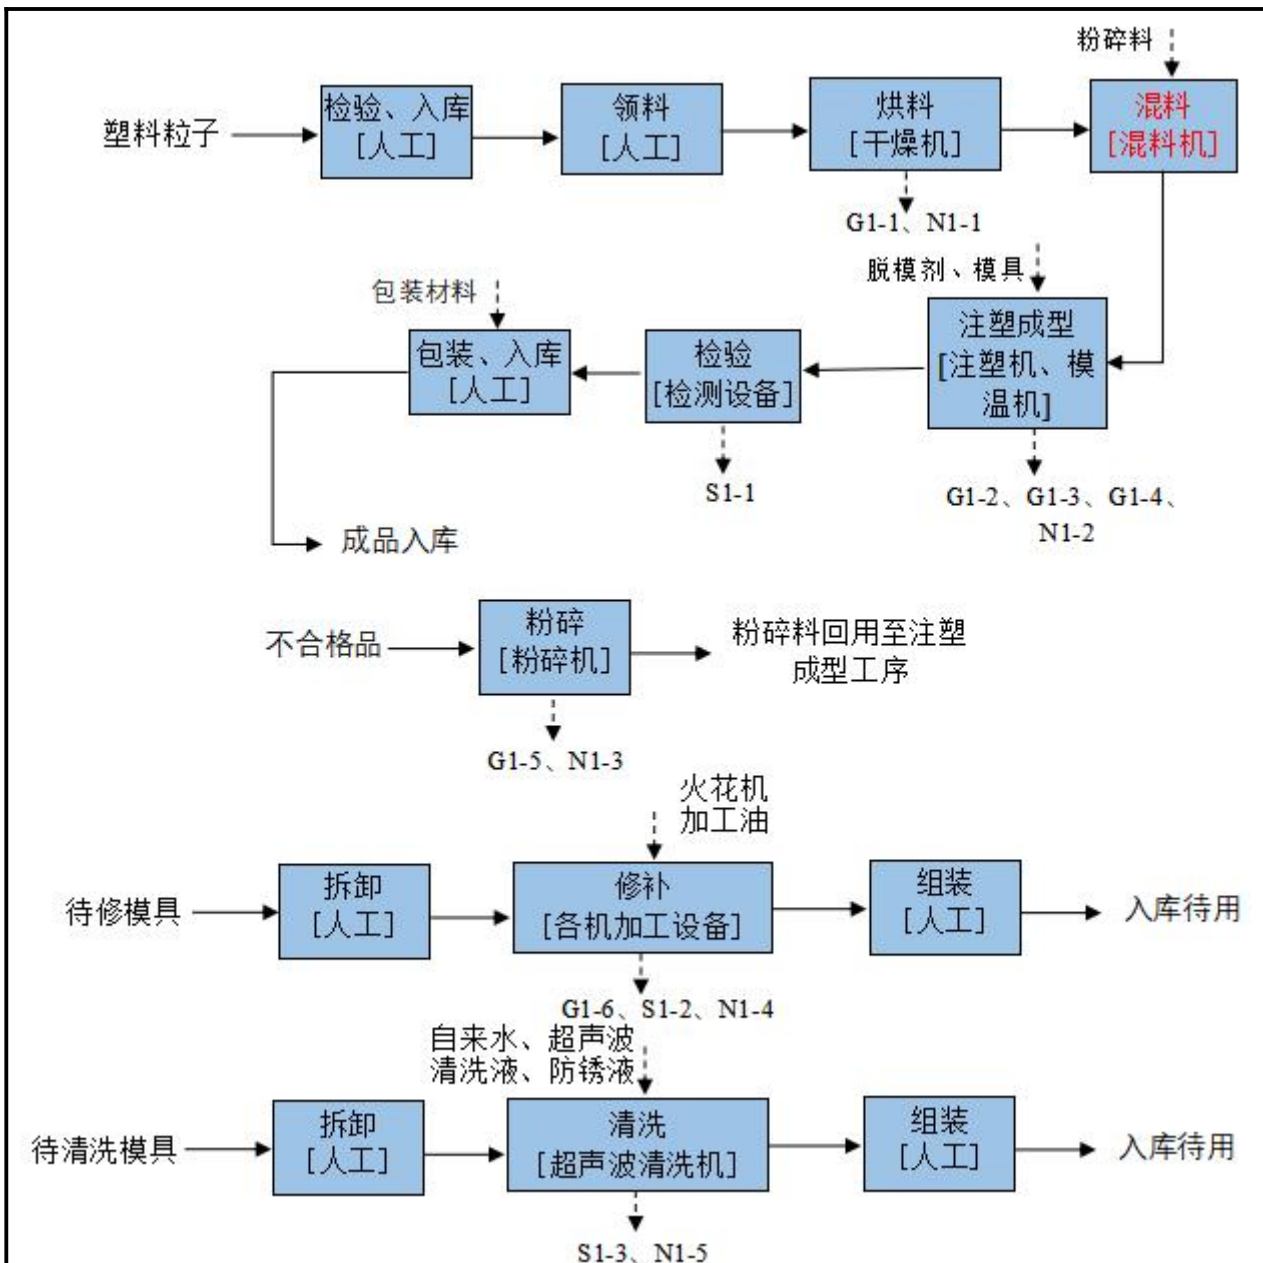 粉碎料
塑料粒子
检验、入库
[人工]
领料
[人工]
烘料
[干燥机]
混料
[混料机]
G1-1、N1-1
脱模剂、模具
包装材料
包装、入库
[人工]
检验
[检测设备]
注塑成型
[注塑机、模
温机]
S1-1
G1-2、G1-3、G1-4、
N1-2
成品入库
不合格品
粉碎
[粉碎机]
粉碎料回用至注塑
成型工序
G1-5、N1-3
火花机
加工油
待修模具
拆卸
[人工]
修补
[各机加工设备]
组装
[人工]
入库待用
G1-6、S1-2、N1-4
自来水、超声波
清洗液、防锈液
待清洗模具
拆卸
[人工]
清洗
[超声波清洗机]
组装
[人工]
入库待用
S1-3、N1-5